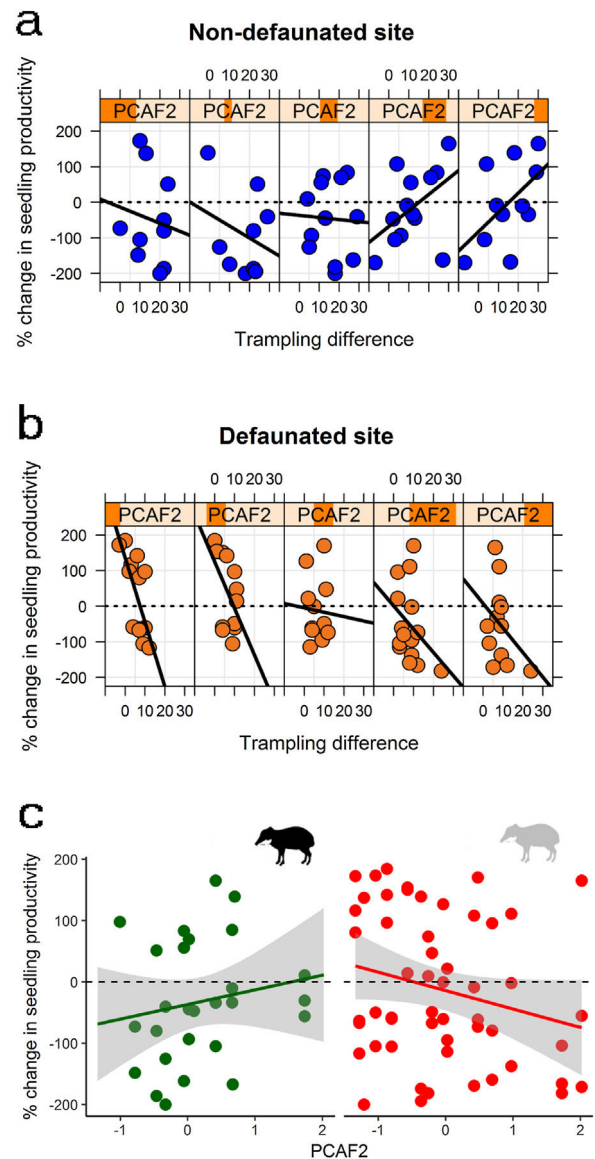 a
Non-defaunated site
0 10 20 30 0 10 20 30
PCAF2 PCAF2 PCAF2 PCAF2 PCAF2
% change in seedling productivity
200
100
0
-100
-200
0 10 20 30 0 10 20 30 0 10 20 30
Trampling difference
b
Defaunated site
0 10 20 30 0 10 20 30
PCAF2 PCAF2 PCAF2 PCAF2 PCAF2
% change in seedling productivity
200
100
0
-100
-200
0 10 20 30 0 10 20 30 0 10 20 30
Trampling difference
c
% change in seedling productivity
200
100
0
-100
-200
-1 0 1 2 -1 0 1 2
PCAF2